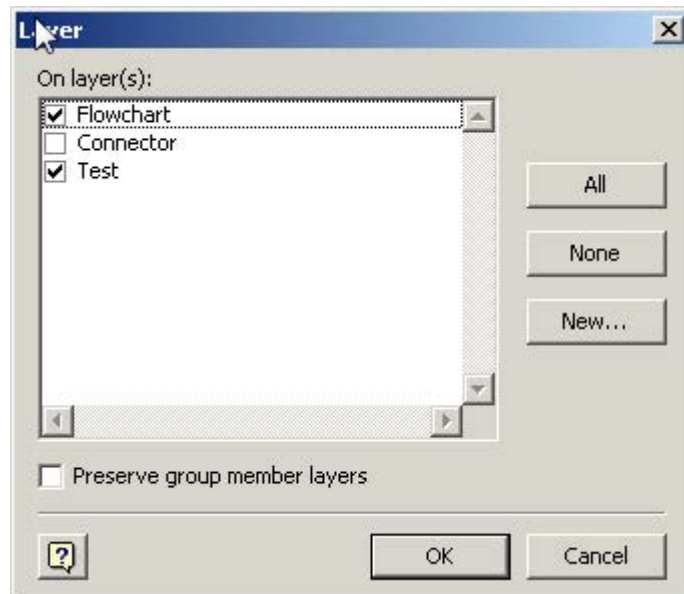 Layer
On layer(s):
Flowchart
Connector
Test
All
None
New...
Preserve group member layers
?
OK
Cancel